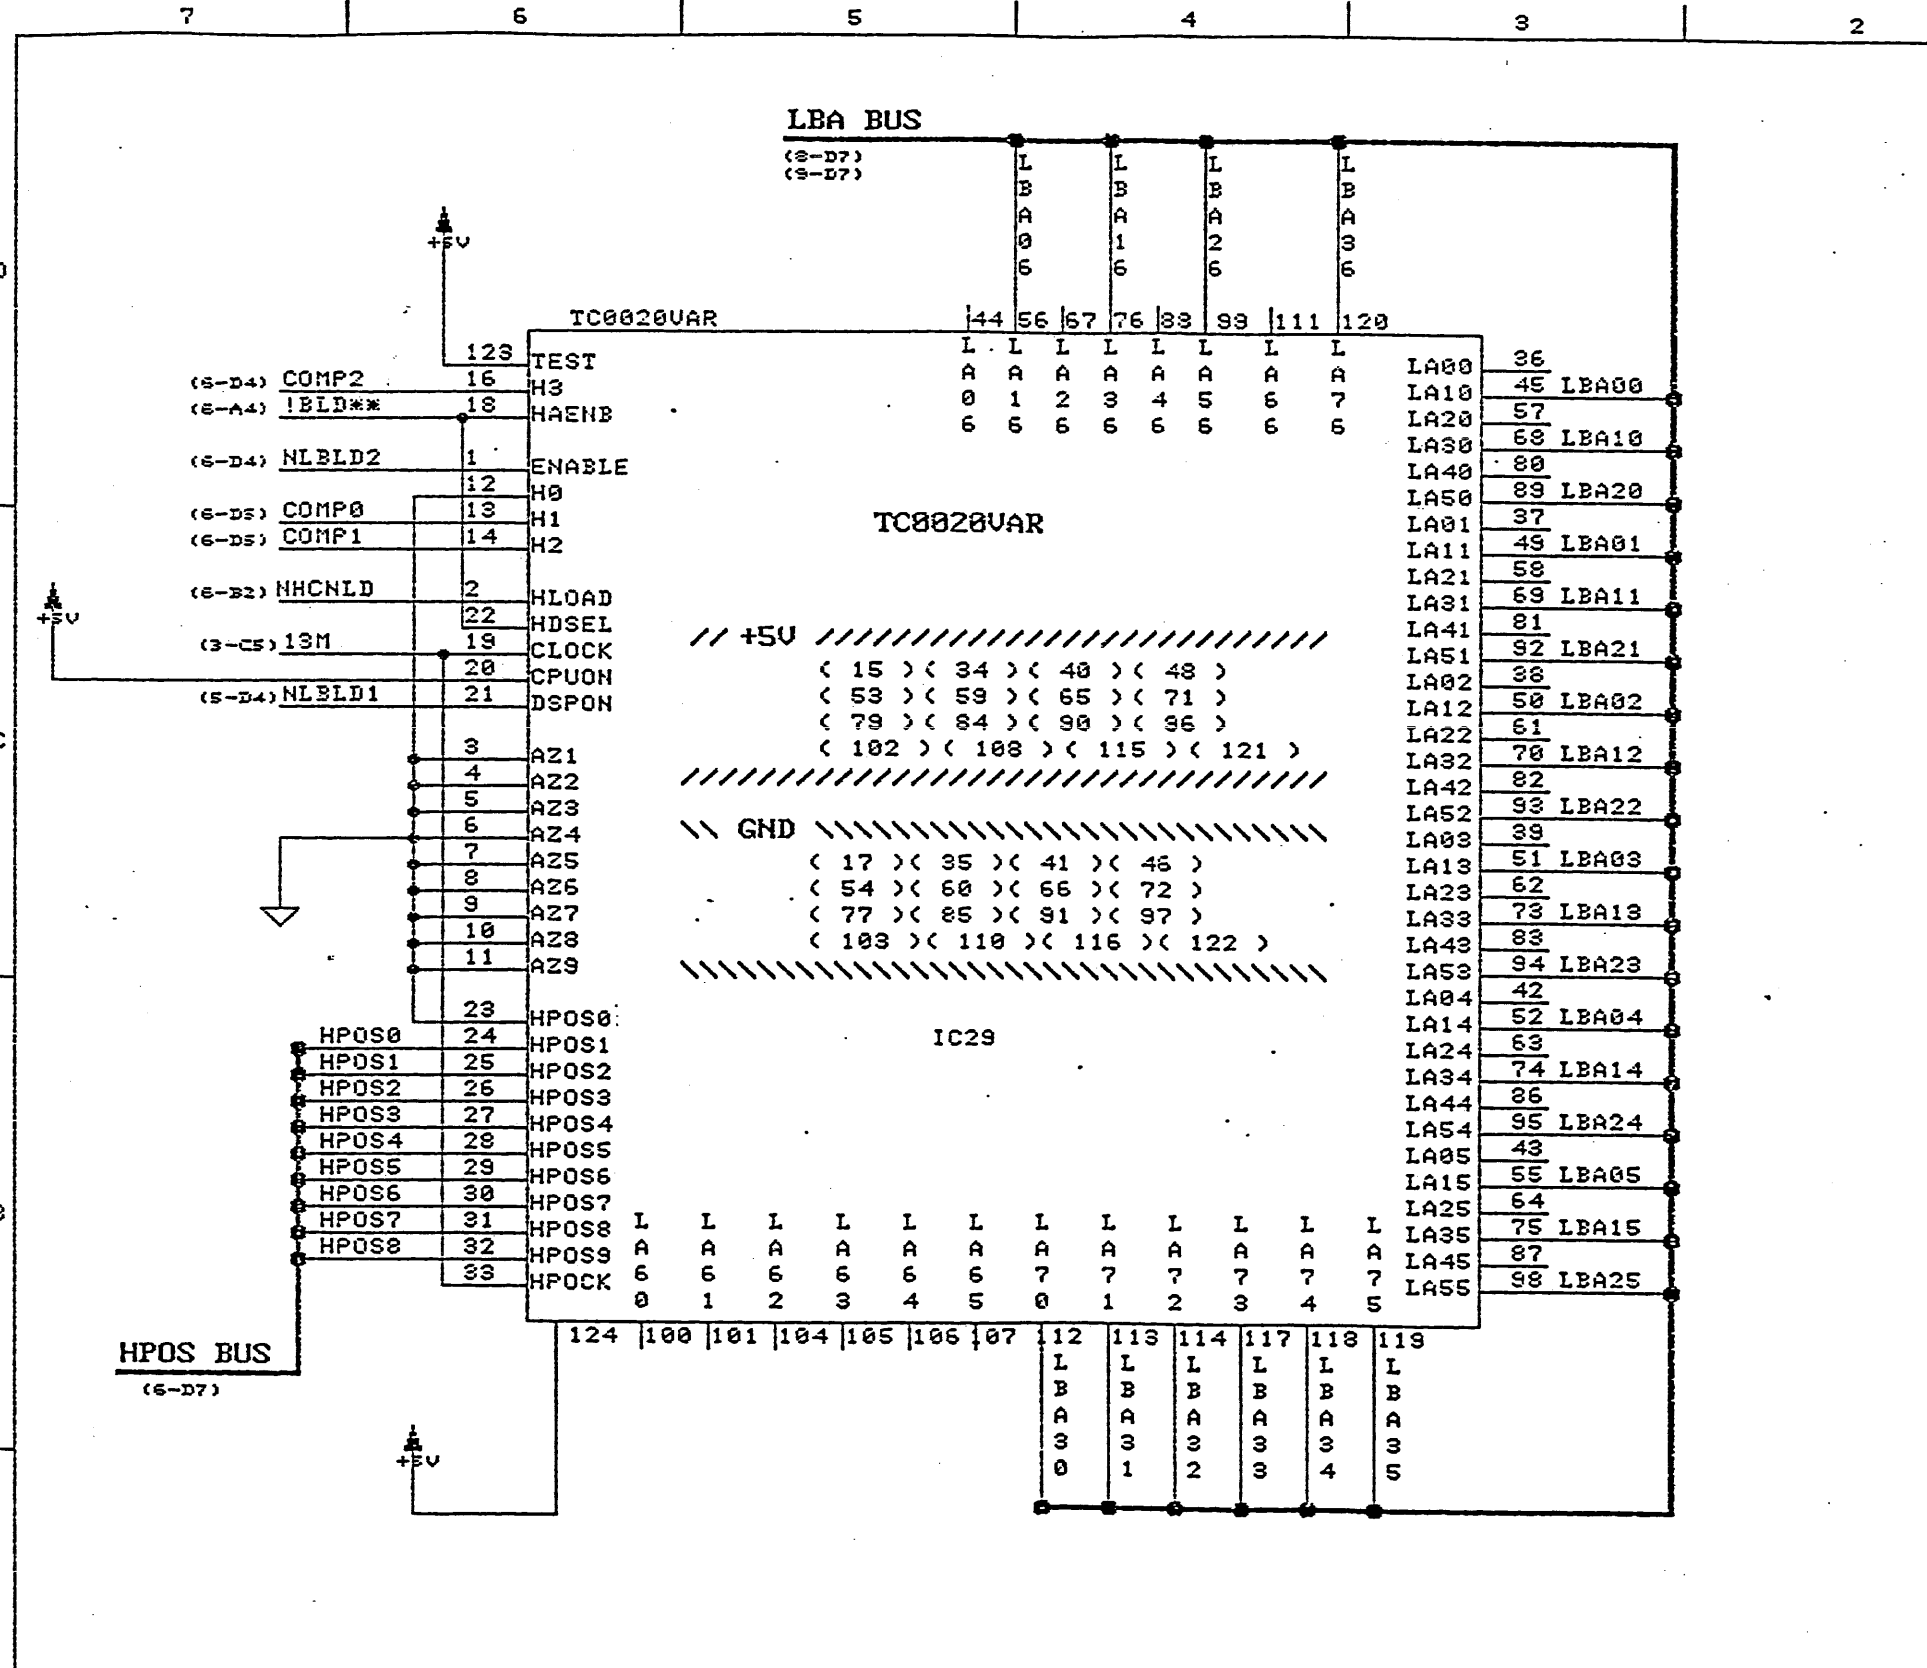 7 6 5 4 3 2
LBA BUS
(8-D7)
(9-D7)
LBA06 LBA16 LBA26 LBA36
+5V
TC0020VAR
44 56 67 76 88 99 111 120
LA06 LA16 LA26 LA36 LA46 LA56 LA66 LA76
123 TEST
(6-D4) COMP2 16 H3
(6-A4) !BLD** 18 HAENB
(6-D4) NLBLD2 1 ENABLE
12 H0
(6-D5) COMP0 13 H1
(6-D5) COMP1 14 H2
(6-B2) NHCNLD 2 HLOAD
22 HDSEL
+5V
(3-C5) 13M 19 CLOCK
20 CPUON
(5-D4) NLBLD1 21 DSPON
3 AZ1
4 AZ2
5 AZ3
6 AZ4
7 AZ5
8 AZ6
9 AZ7
10 AZ8
11 AZ9
23 HPOS0
HPOS0 24 HPOS1
HPOS1 25 HPOS2
HPOS2 26 HPOS3
HPOS3 27 HPOS4
HPOS4 28 HPOS5
HPOS5 29 HPOS6
HPOS6 30 HPOS7
HPOS7 31 HPOS8
HPOS8 32 HPOS9
33 HPOCK
HPOS BUS
(6-D7)
TC0020VAR
// +5V ///////////////////////////
( 15 )( 34 )( 40 )( 48 )
( 53 )( 59 )( 65 )( 71 )
( 79 )( 84 )( 90 )( 96 )
( 102 )( 108 )( 115 )( 121 )
//////////////////////////////////
\\ GND \\\\\\\\\\\\\\\\\\\\\\\\\\\
( 17 )( 35 )( 41 )( 46 )
( 54 )( 60 )( 66 )( 72 )
( 77 )( 85 )( 91 )( 97 )
( 103 )( 110 )( 116 )( 122 )
\\\\\\\\\\\\\\\\\\\\\\\\\\\\\\\\\\
IC29
LA00 36
LA10 45 LBA00
LA20 57
LA30 68 LBA10
LA40 80
LA50 89 LBA20
LA01 37
LA11 49 LBA01
LA21 58
LA31 69 LBA11
LA41 81
LA51 92 LBA21
LA02 38
LA12 50 LBA02
LA22 61
LA32 70 LBA12
LA42 82
LA52 93 LBA22
LA03 39
LA13 51 LBA03
LA23 62
LA33 73 LBA13
LA43 83
LA53 94 LBA23
LA04 42
LA14 52 LBA04
LA24 63
LA34 74 LBA14
LA44 86
LA54 95 LBA24
LA05 43
LA15 55 LBA05
LA25 64
LA35 75 LBA15
LA45 87
LA55 98 LBA25
LA60 LA61 LA62 LA63 LA64 LA65 LA70 LA71 LA72 LA73 LA74 LA75
124 100 101 104 105 106 107 112 113 114 117 118 119
LBA30 LBA31 LBA32 LBA33 LBA34 LBA35
+5V